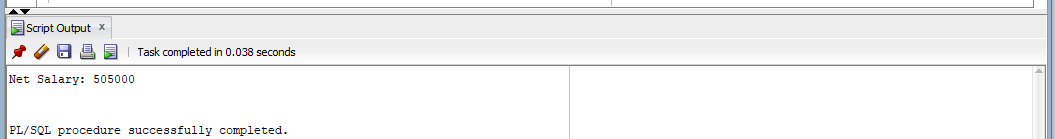 Script Output x
Task completed in 0.038 seconds
Net Salary: 505000
PL/SQL procedure successfully completed.